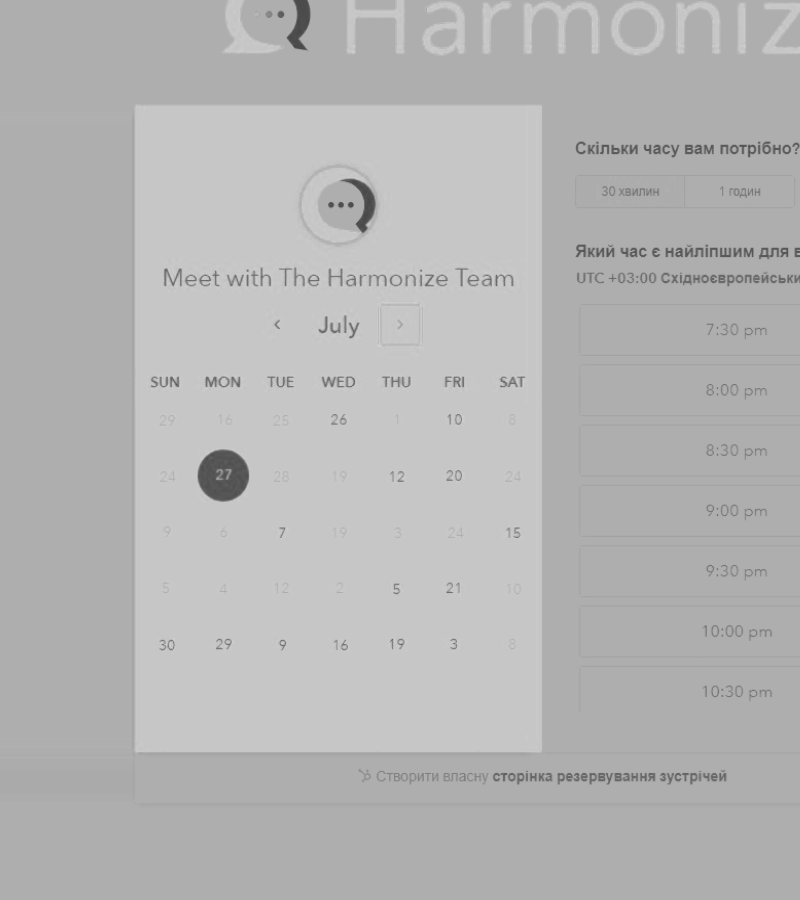 Harmoniz
Meet with The Harmonize Team
July
SUN MON TUE WED THU FRI SAT
29 16 25 26 1 10 8
24 27 28 19 12 20 24
9 6 7 19 3 24 15
5 4 12 2 5 21 10
30 29 9 16 19 3 8
Скільки часу вам потрібно?
30 хвилин 1 годин
Який час є найліпшим для в
UTC +03:00 Східноєвропейськи
7:30 pm
8:00 pm
8:30 pm
9:00 pm
9:30 pm
10:00 pm
10:30 pm
Створити власну сторінка резервування зустрічей